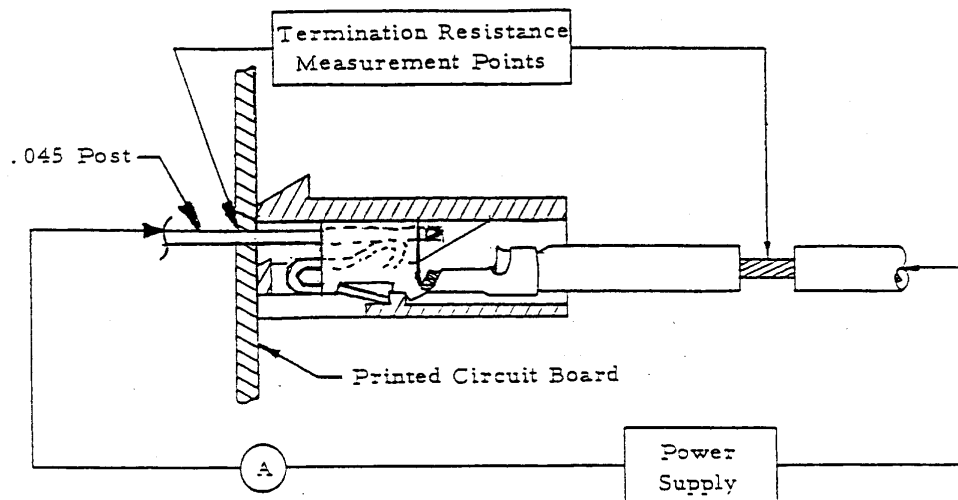 Termination Resistance
Measurement Points
.045 Post
Printed Circuit Board
A
Power
Supply